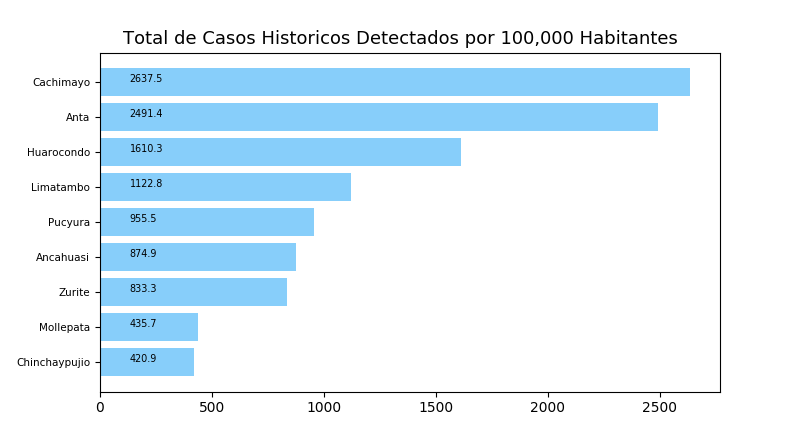 Total de Casos Historicos Detectados por 100,000 Habitantes
Cachimayo 2637.5
Anta 2491.4
Huarocondo 1610.3
Limatambo 1122.8
Pucyura 955.5
Ancahuasi 874.9
Zurite 833.3
Mollepata 435.7
Chinchaypujio 420.9
0 500 1000 1500 2000 2500